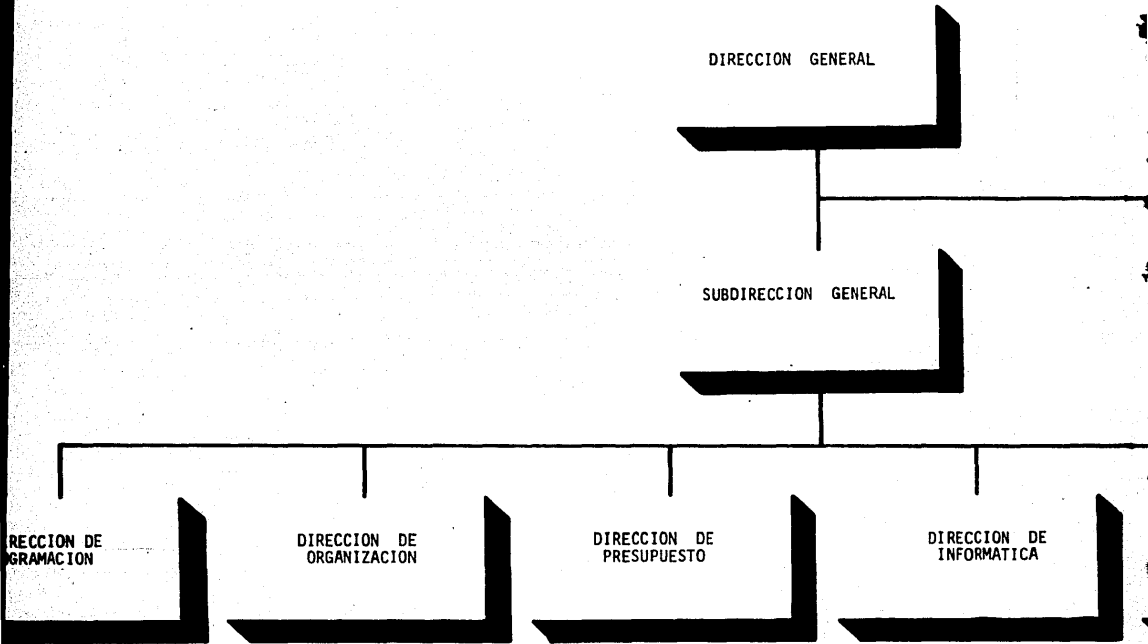 DIRECCION GENERAL
SUBDIRECCION GENERAL
RECCION DE
GRAMACION
DIRECCION DE
ORGANIZACION
DIRECCION DE
PRESUPUESTO
DIRECCION DE
INFORMATICA